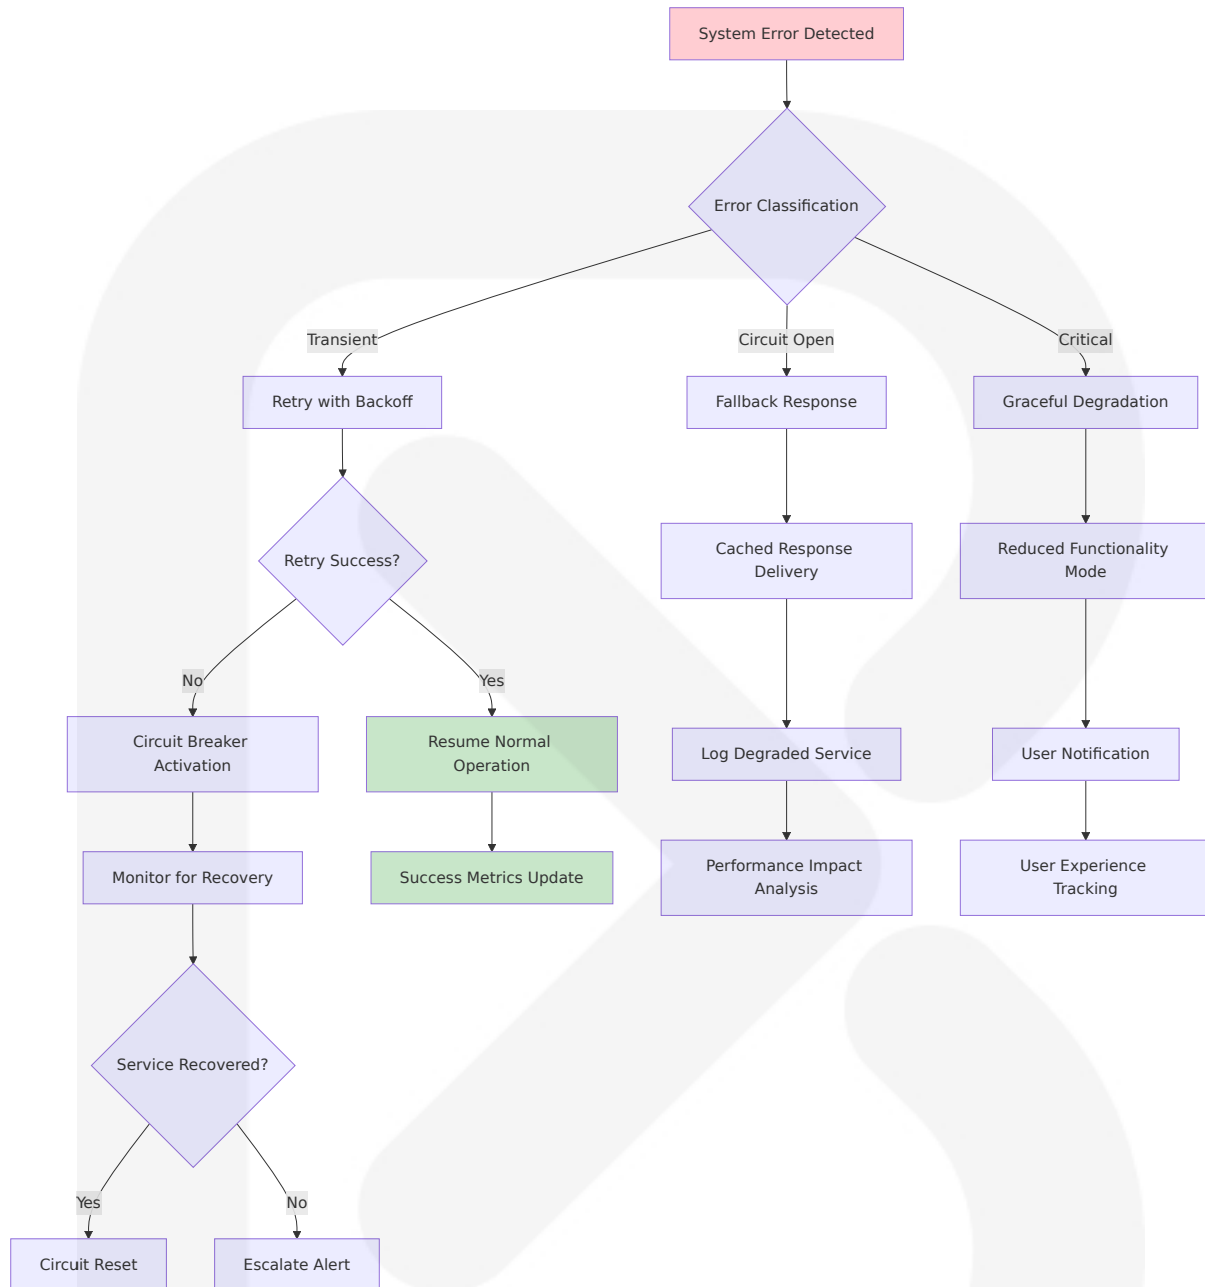 System Error Detected
Error Classification
Transient
Circuit Open
Critical
Retry with Backoff
Fallback Response
Graceful Degradation
Retry Success?
Cached Response
Delivery
Reduced Functionality
Mode
No
Yes
Circuit Breaker
Activation
Resume Normal
Operation
Log Degraded Service
User Notification
Monitor for Recovery
Success Metrics Update
Performance Impact
Analysis
User Experience
Tracking
Service Recovered?
Yes
No
Circuit Reset
Escalate Alert